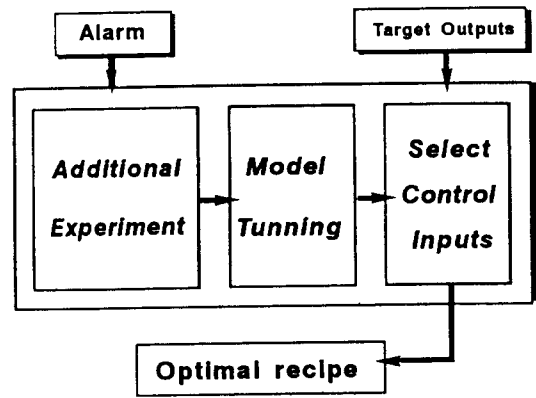 Alarm
Target Outputs
Additional
Experiment
Model
Tunning
Select
Control
Inputs
Optimal recipe